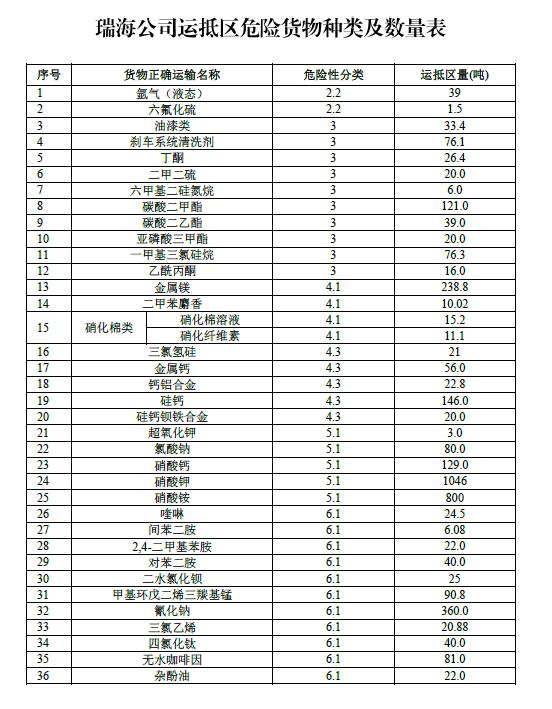 瑞海公司运抵区危险货物种类及数量表
序号 货物正确运输名称 危险性分类 运抵区量(吨)
1 氩气（液态） 2.2 39
2 六氟化硫 2.2 1.5
3 油漆类 3 33.4
4 刹车系统清洗剂 3 76.1
5 丁酮 3 26.4
6 二甲二硫 3 20.0
7 六甲基二硅氮烷 3 6.0
8 碳酸二甲酯 3 121.0
9 碳酸二乙酯 3 39.0
10 亚磷酸三甲酯 3 20.0
11 一甲基三氯硅烷 3 76.3
12 乙酰丙酮 3 16.0
13 金属镁 4.1 238.8
14 二甲苯麝香 4.1 10.02
15 硝化棉类 硝化棉溶液 4.1 15.2
硝化纤维素 4.1 11.1
16 三氯氢硅 4.3 21
17 金属钙 4.3 56.0
18 钙铝合金 4.3 22.8
19 硅钙 4.3 146.0
20 硅钙钡铁合金 4.3 20.0
21 超氧化钾 5.1 3.0
22 氯酸钠 5.1 80.0
23 硝酸钙 5.1 129.0
24 硝酸钾 5.1 1046
25 硝酸铵 5.1 800
26 喹啉 6.1 24.5
27 间苯二胺 6.1 6.08
28 2,4-二甲基苯胺 6.1 22.0
29 对苯二胺 6.1 40.0
30 二水氯化钡 6.1 25
31 甲基环戊二烯三羰基锰 6.1 90.8
32 氰化钠 6.1 360.0
33 三氯乙烯 6.1 20.88
34 四氯化钛 6.1 40.0
35 无水咖啡因 6.1 81.0
36 杂酚油 6.1 22.0